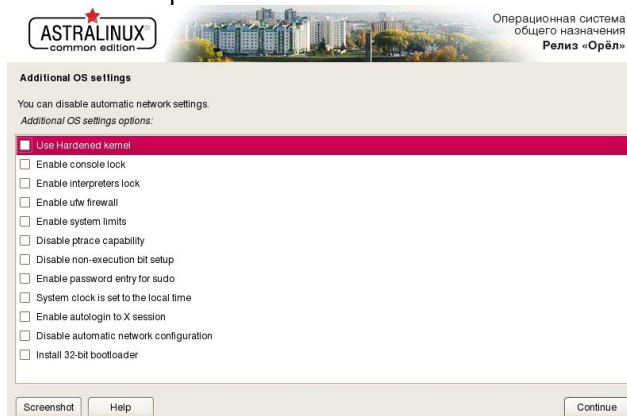 ASTRALINUX®
common edition
Операционная система
общего назначения
Релиз «Орёл»
Additional OS settings
You can disable automatic network settings.
Additional OS settings options:
Use Hardened kernel
Enable console lock
Enable interpreters lock
Enable ufw firewall
Enable system limits
Disable ptrace capability
Disable non-execution bit setup
Enable password entry for sudo
System clock is set to the local time
Enable autologin to X session
Disable automatic network configuration
Install 32-bit bootloader
Screenshot
Help
Continue